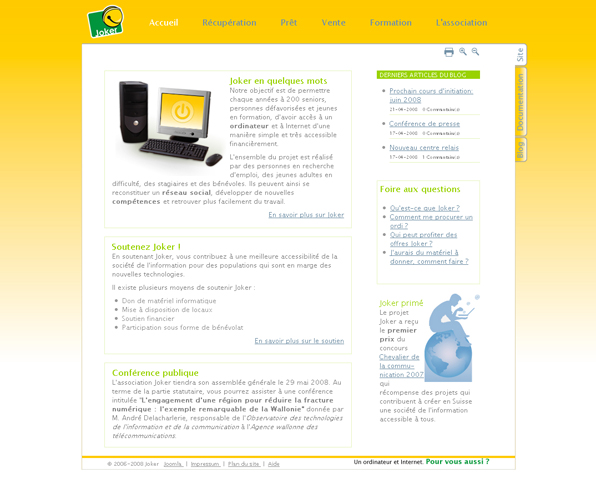 Joker
Accueil Récupération Prêt Vente Formation L'association
Site
Documentation
Blog
Joker en quelques mots
Notre objectif est de permettre
chaque années à 200 seniors,
personnes défavorisées et jeunes
en formation, d'avoir accès à un
ordinateur et à Internet d'une
manière simple et très accessible
financièrement.
L'ensemble du projet est réalisé
par des personnes en recherche
d'emploi, des jeunes adultes en
difficulté, des stagiaires et des bénévoles. Ils peuvent ainsi se
reconstituer un réseau social, développer de nouvelles
compétences et retrouver plus facilement du travail.
En savoir plus sur Joker
Soutenez Joker !
En soutenant Joker, vous contribuez à une meilleure accessibilité de la
société de l'information pour des populations qui sont en marge des
nouvelles technologies.
Il existe plusieurs moyens de soutenir Joker :
Don de matériel informatique
Mise à disposition de locaux
Soutien financier
Participation sous forme de bénévolat
En savoir plus sur le soutien
Conférence publique
L'association Joker tiendra son assemblée générale le 29 mai 2008. Au
terme de la partie statutaire, vous pourrez assister à une conférence
intitulée "L'engagement d'une région pour réduire la fracture
numérique : l'exemple remarquable de la Wallonie" donnée par
M. André Delacharlerie, responsable de l'Observatoire des technologies
de l'information et de la communication à l'Agence wallonne des
télécommunications.
DERNIERS ARTICLES DU BLOG
Prochain cours d'initiation:
juin 2008
21-04-2008 0 Commentaire(s)
Conférence de presse
17-04-2008 0 Commentaire(s)
Nouveau centre relais
17-04-2008 1 Commentaire(s)
Foire aux questions
Qu'est-ce que Joker ?
Comment me procurer un
ordi ?
Qui peut profiter des
offres Joker ?
J'aurais du matériel à
donner, comment faire ?
Joker primé
Le projet
Joker a reçu
le premier
prix du
concours
Chevalier de
la commu-
nication 2007
qui
récompense des projets qui
contribuent à créer en Suisse
une société de l'information
accessible à tous.
© 2006-2008 Joker Joomla | Impressum | Plan du site | Aide
Un ordinateur et Internet. Pour vous aussi ?